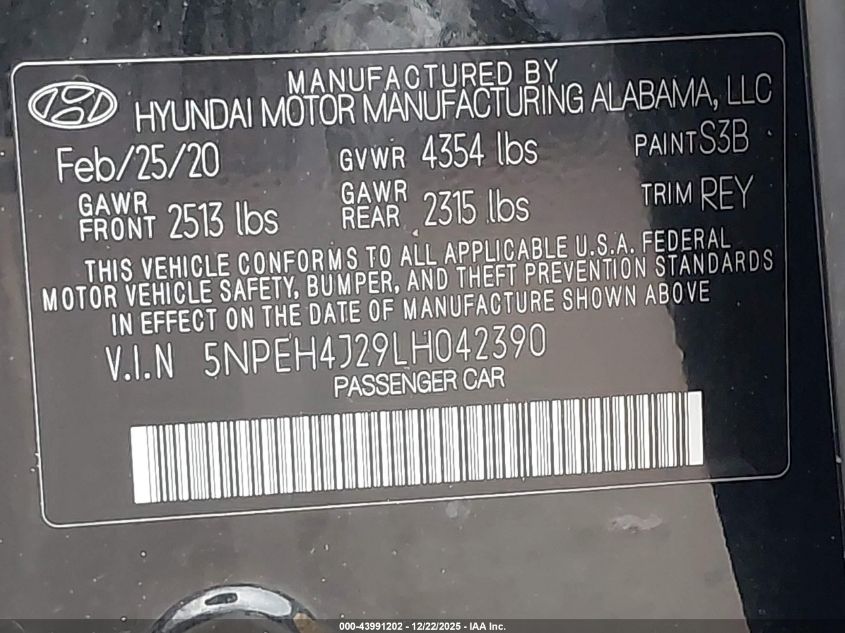 MANUFACTURED BY
HYUNDAI MOTOR MANUFACTURING ALABAMA, LLC
Feb/25/20 GVWR 4354 lbs PAINT S3B
GAWR FRONT 2513 lbs GAWR REAR 2315 lbs TRIM REY
THIS VEHICLE CONFORMS TO ALL APPLICABLE U.S.A. FEDERAL
MOTOR VEHICLE SAFETY, BUMPER, AND THEFT PREVENTION STANDARDS
IN EFFECT ON THE DATE OF MANUFACTURE SHOWN ABOVE
V.I.N 5NPEH4J29LH042390
PASSENGER CAR
000-43991202 - 12/22/2025 - IAA Inc.